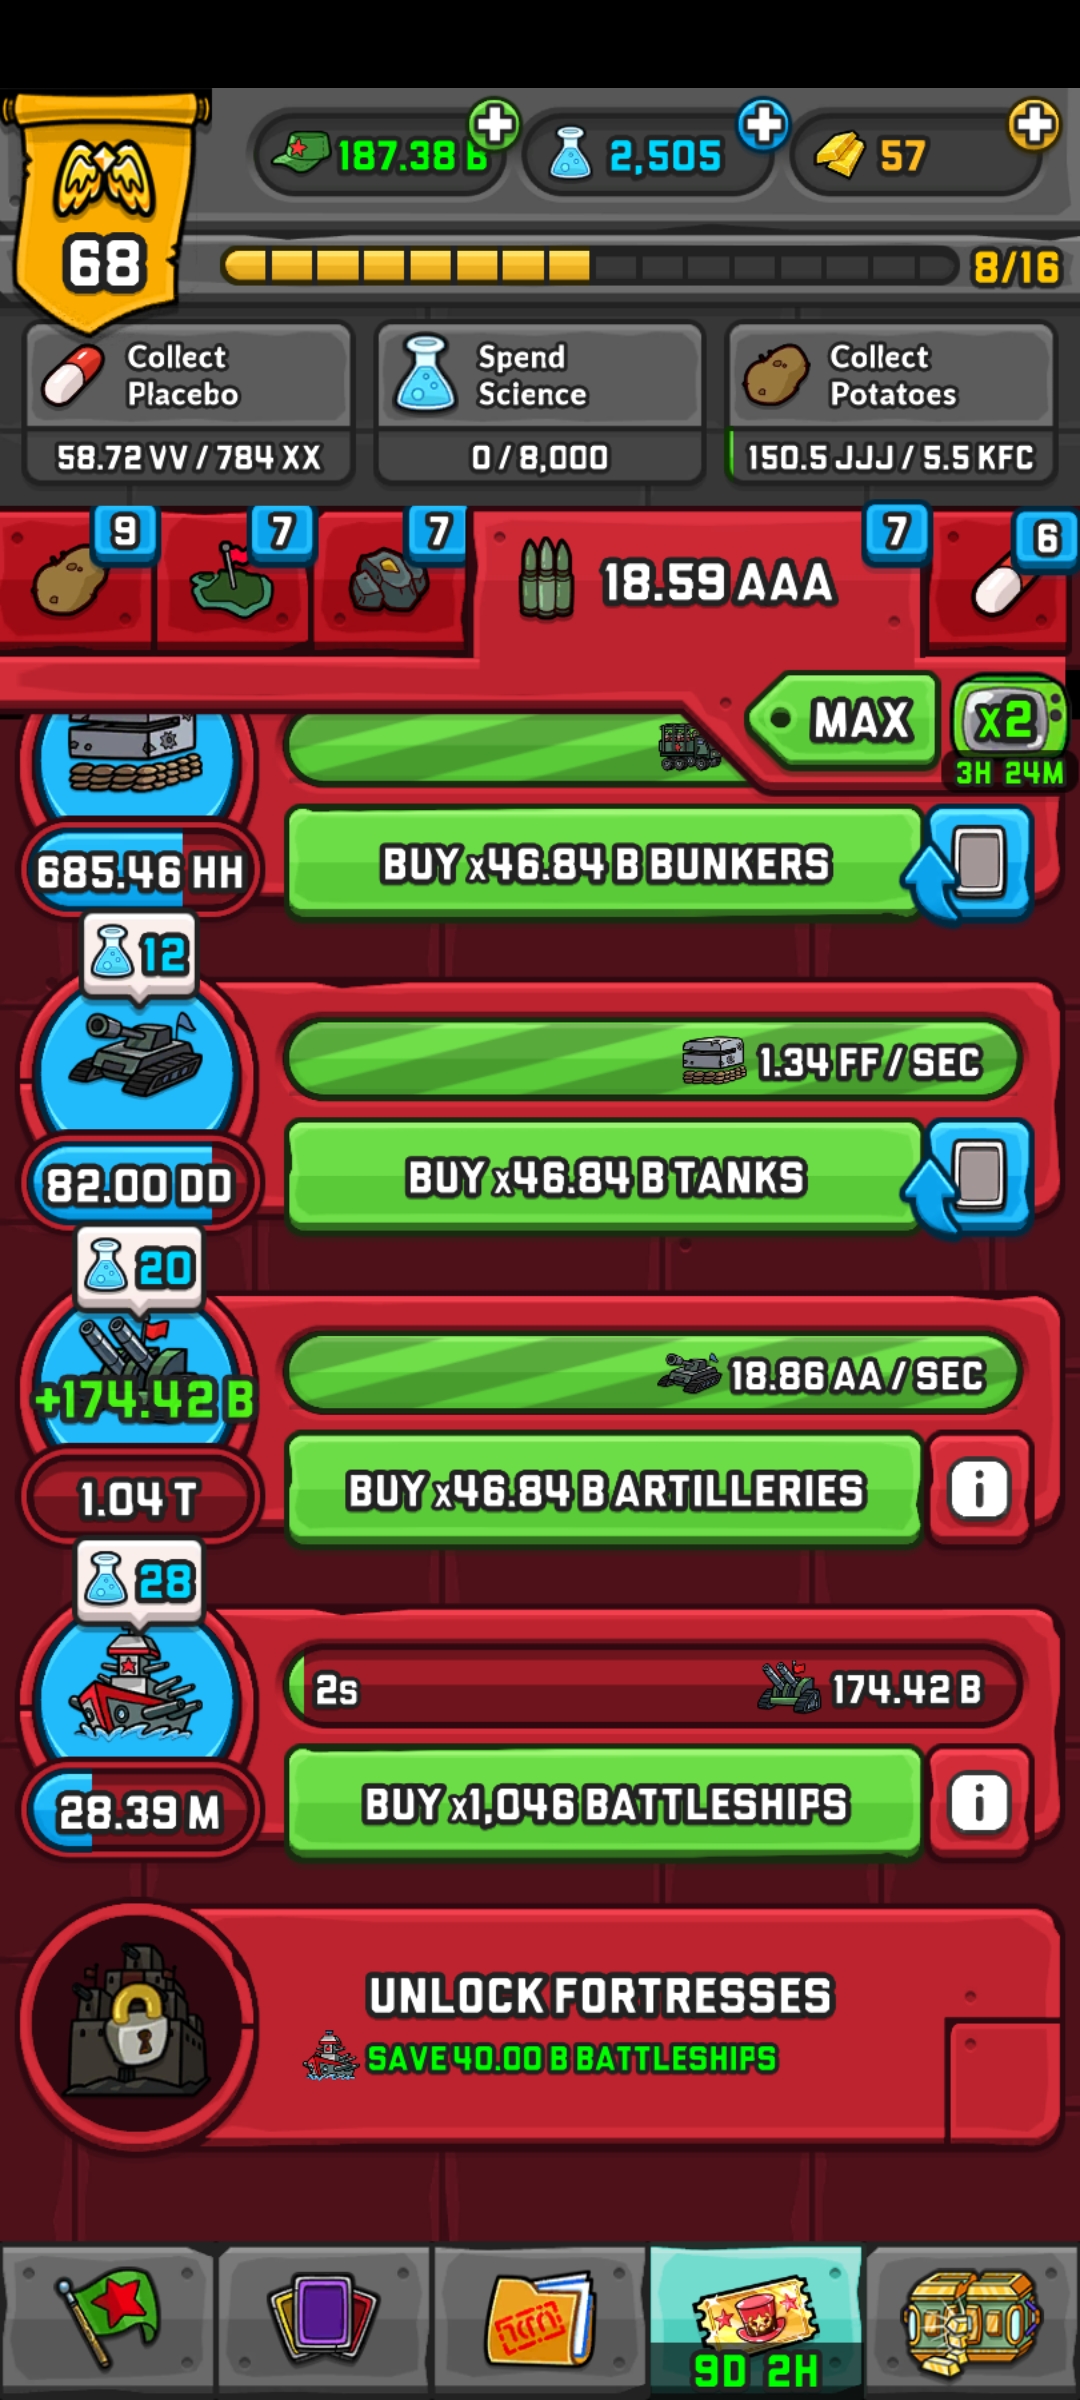 187.38 B
2,505
57
68
8/16
Collect
Placebo
58.72 VV / 784 XX
Spend
Science
0 / 8,000
Collect
Potatoes
150.5 JJJ / 5.5 KFC
9
7
7
18.59 AAA
7
6
MAX
x2
3H 24M
685.46 HH
BUY x46.84 B BUNKERS
12
1.34 FF / SEC
82.00 DD
BUY x46.84 B TANKS
20
+174.42 B
18.86 AA / SEC
1.04 T
BUY x46.84 B ARTILLERIES
i
28
2s
174.42 B
28.39 M
BUY x1,046 BATTLESHIPS
i
UNLOCK FORTRESSES
SAVE 40.00 B BATTLESHIPS
9D 2H